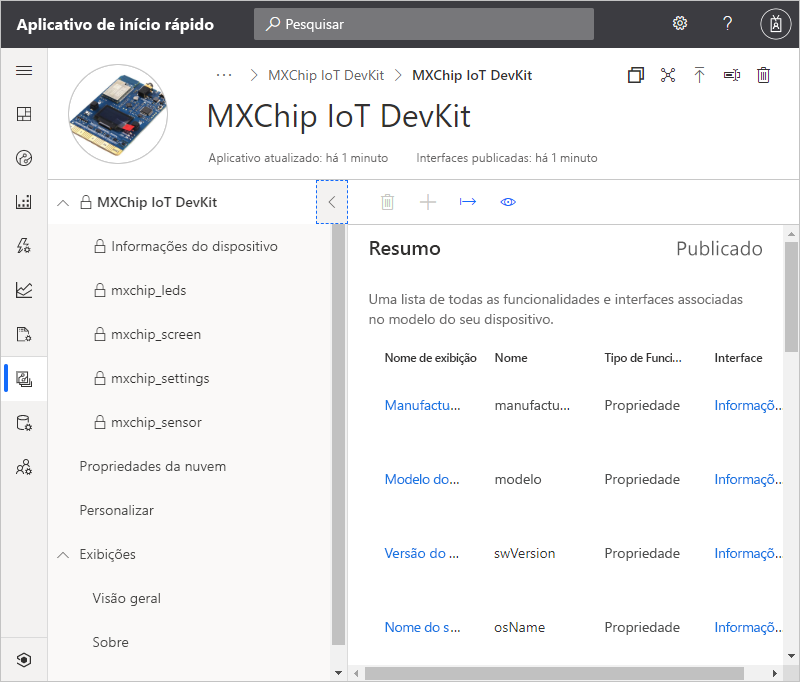 Aplicativo de início rápido
Pesquisar
?
··· > MXChip IoT DevKit > MXChip IoT DevKit
MXChip IoT DevKit
Aplicativo atualizado: há 1 minuto Interfaces publicadas: há 1 minuto
MXChip IoT DevKit
Informações do dispositivo
mxchip_leds
mxchip_screen
mxchip_settings
mxchip_sensor
Propriedades da nuvem
Personalizar
Exibições
Visão geral
Sobre
Resumo Publicado
Uma lista de todas as funcionalidades e interfaces associadas
no modelo do seu dispositivo.
Nome de exibição Nome Tipo de Funci... Interface
Manufactu... manufactu... Propriedade Informaçõ...
Modelo do... modelo Propriedade Informaçõ...
Versão do ... swVersion Propriedade Informaçõ...
Nome do s... osName Propriedade Informaçõ...